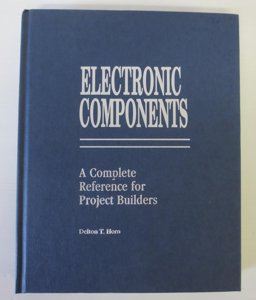 ELECTRONIC
COMPONENTS
A Complete
Reference for
Project Builders
Delton T. Horn